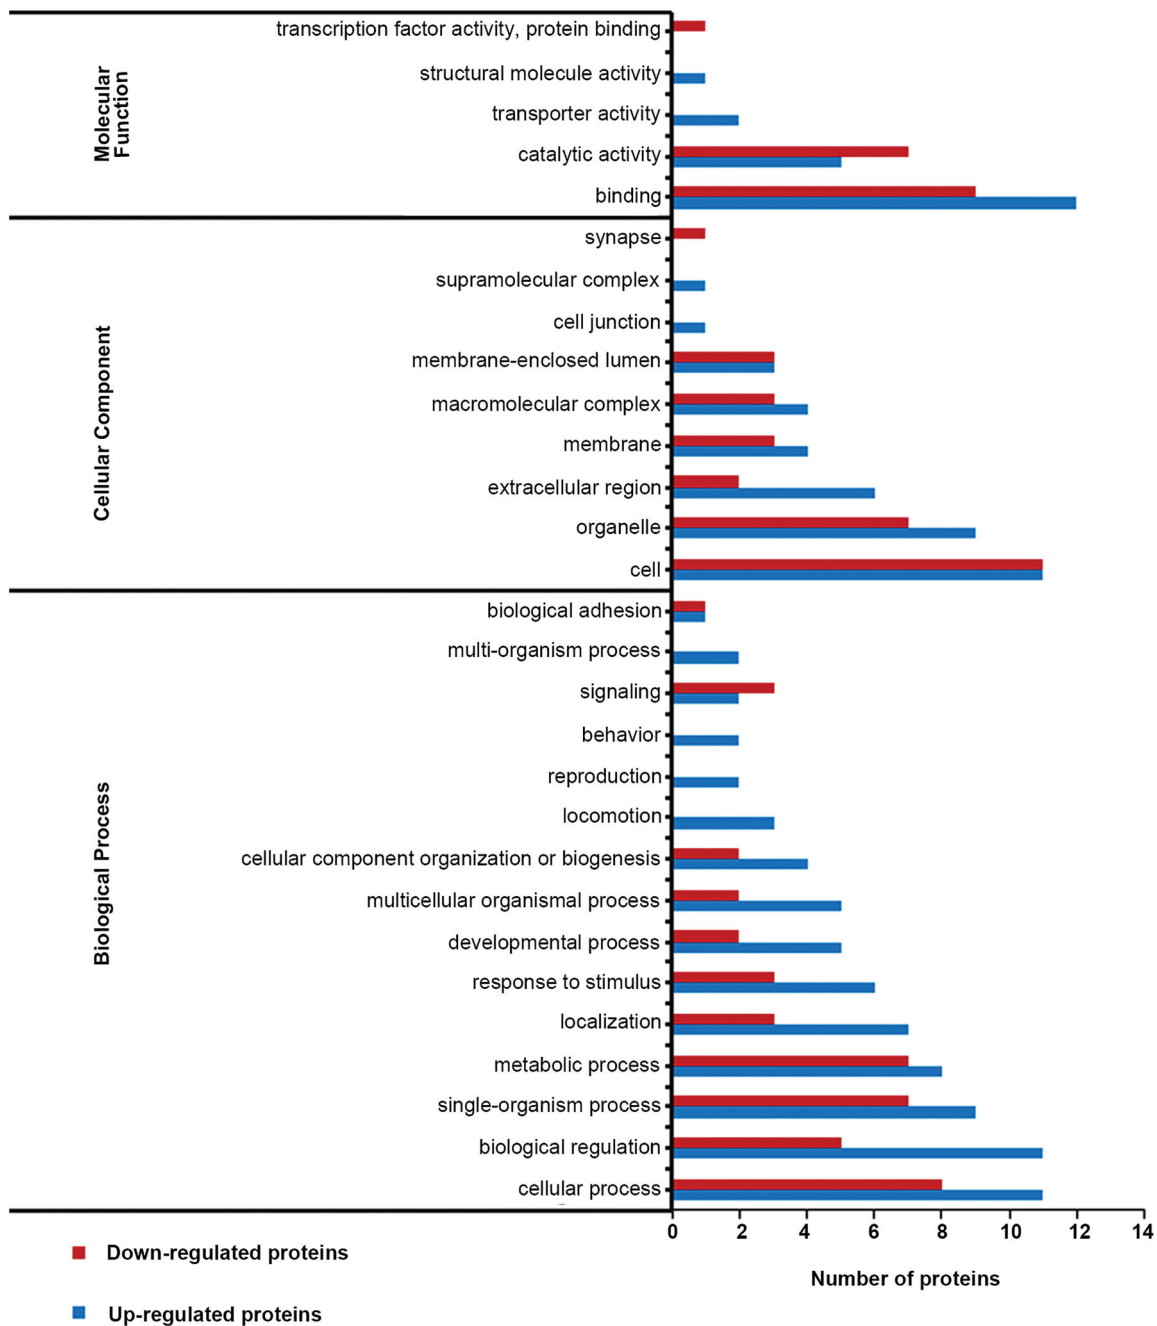 Molecular
Function
transcription factor activity, protein binding
structural molecule activity
transporter activity
catalytic activity
binding
Cellular Component
synapse
supramolecular complex
cell junction
membrane-enclosed lumen
macromolecular complex
membrane
extracellular region
organelle
cell
Biological Process
biological adhesion
multi-organism process
signaling
behavior
reproduction
locomotion
cellular component organization or biogenesis
multicellular organismal process
developmental process
response to stimulus
localization
metabolic process
single-organism process
biological regulation
cellular process
0 2 4 6 8 10 12 14
Number of proteins
Down-regulated proteins
Up-regulated proteins